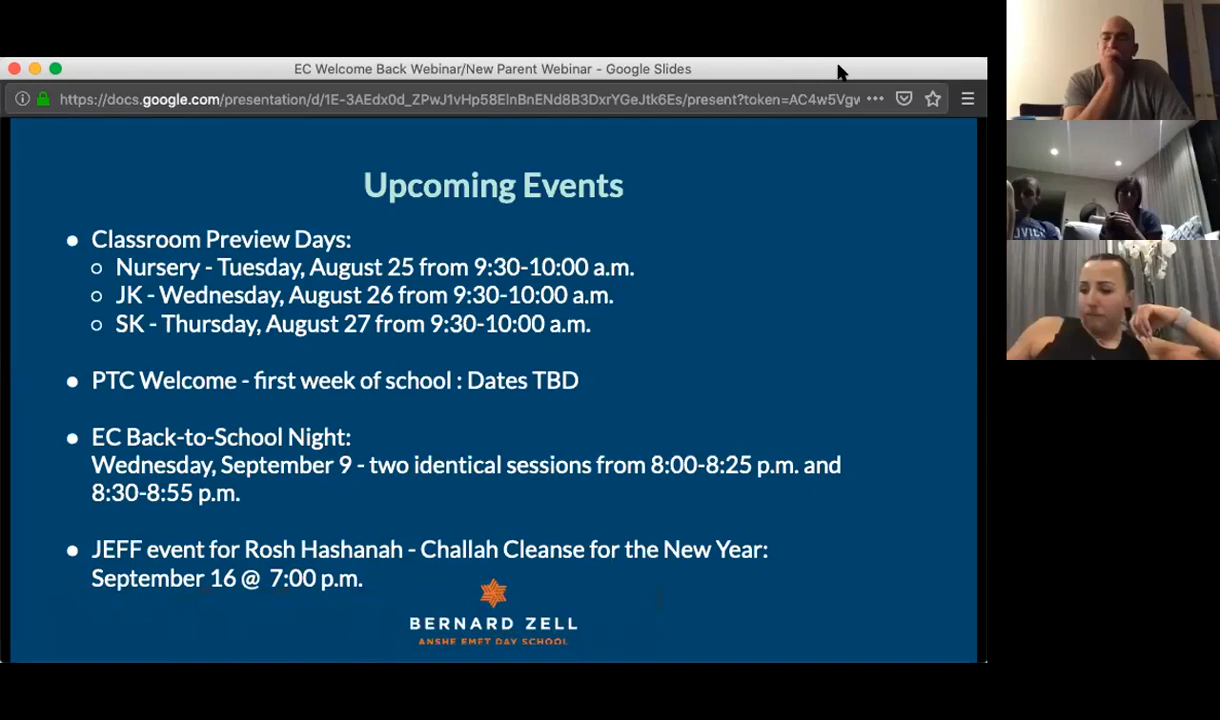 EC Welcome Back Webinar/New Parent Webinar - Google Slides
https://docs.google.com/presentation/d/1E-3AEdx0d_ZPwJ1vHp58ElnBnENd8B3DxrYGeJtk6Es/present?token=AC4w5Vgv
Upcoming Events
● Classroom Preview Days:
○ Nursery - Tuesday, August 25 from 9:30-10:00 a.m.
○ JK - Wednesday, August 26 from 9:30-10:00 a.m.
○ SK - Thursday, August 27 from 9:30-10:00 a.m.
● PTC Welcome - first week of school : Dates TBD
● EC Back-to-School Night:
Wednesday, September 9 - two identical sessions from 8:00-8:25 p.m. and
8:30-8:55 p.m.
● JEFF event for Rosh Hashanah - Challah Cleanse for the New Year:
September 16 @ 7:00 p.m.
BERNARD ZELL
ANSHE EMET DAY SCHOOL